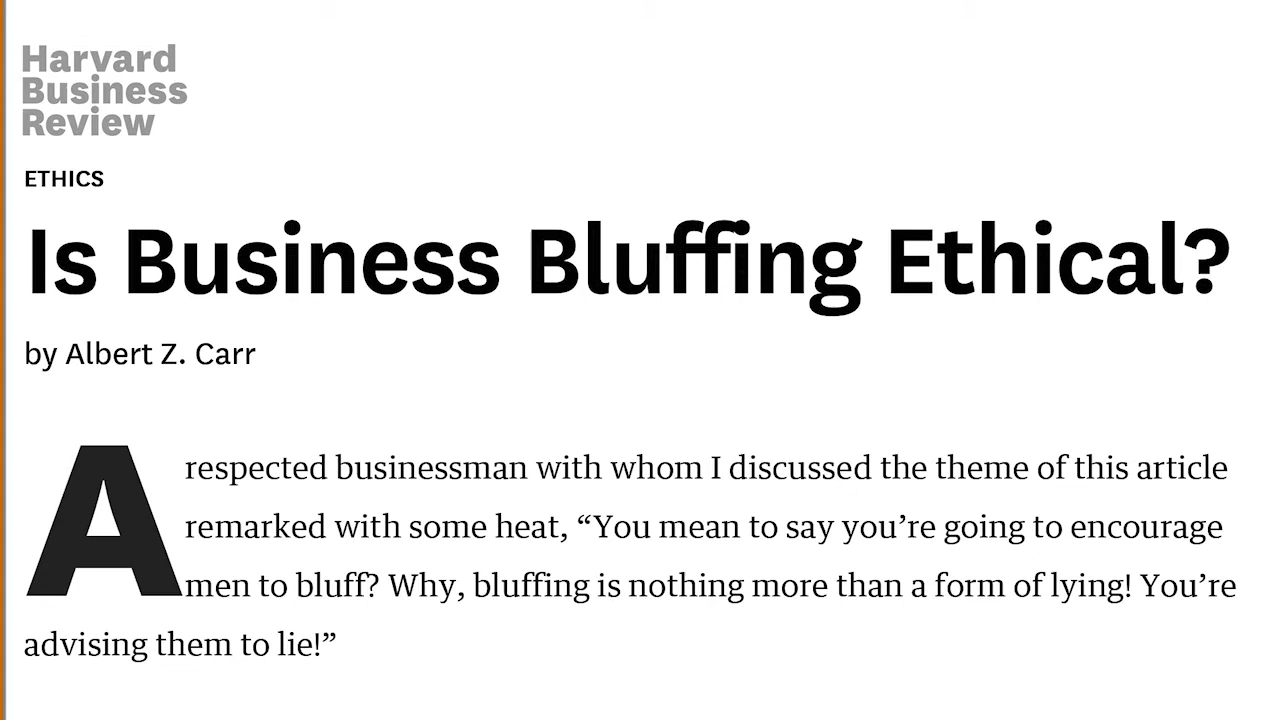 Harvard
Business
Review
ETHICS
Is Business Bluffing Ethical?
by Albert Z. Carr
A respected businessman with whom I discussed the theme of this article
remarked with some heat, “You mean to say you’re going to encourage
men to bluff? Why, bluffing is nothing more than a form of lying! You’re
advising them to lie!”